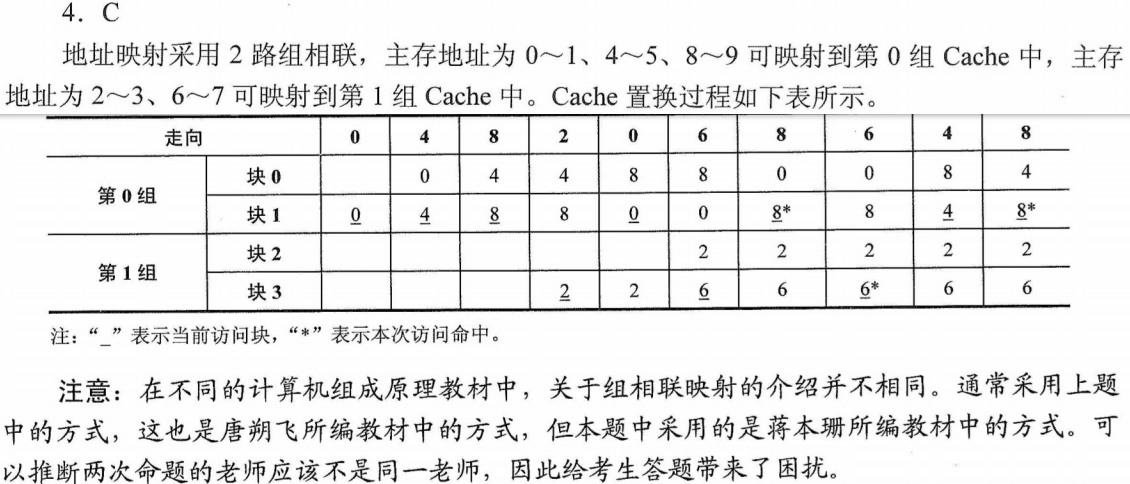 4. C
地址映射采用 2 路组相联，主存地址为 0～1、4～5、8～9 可映射到第 0 组 Cache 中，主存
地址为 2～3、6～7 可映射到第 1 组 Cache 中。Cache 置换过程如下表所示。
走向 0 4 8 2 0 6 8 6 4 8
第 0 组
块 0 0 4 4 8 8 0 0 8 4
块 1 0 4 8 8 0 0 8* 8 4 8*
第 1 组
块 2 2 2 2 2 2
块 3 2 2 6 6 6* 6 6
注：“_”表示当前访问块，“*”表示本次访问命中。
注意：在不同的计算机组成原理教材中，关于组相联映射的介绍并不相同。通常采用上题
中的方式，这也是唐朔飞所编教材中的方式，但本题中采用的是蒋本珊所编教材中的方式。可
以推断两次命题的老师应该不是同一老师，因此给考生答题带来了困扰。